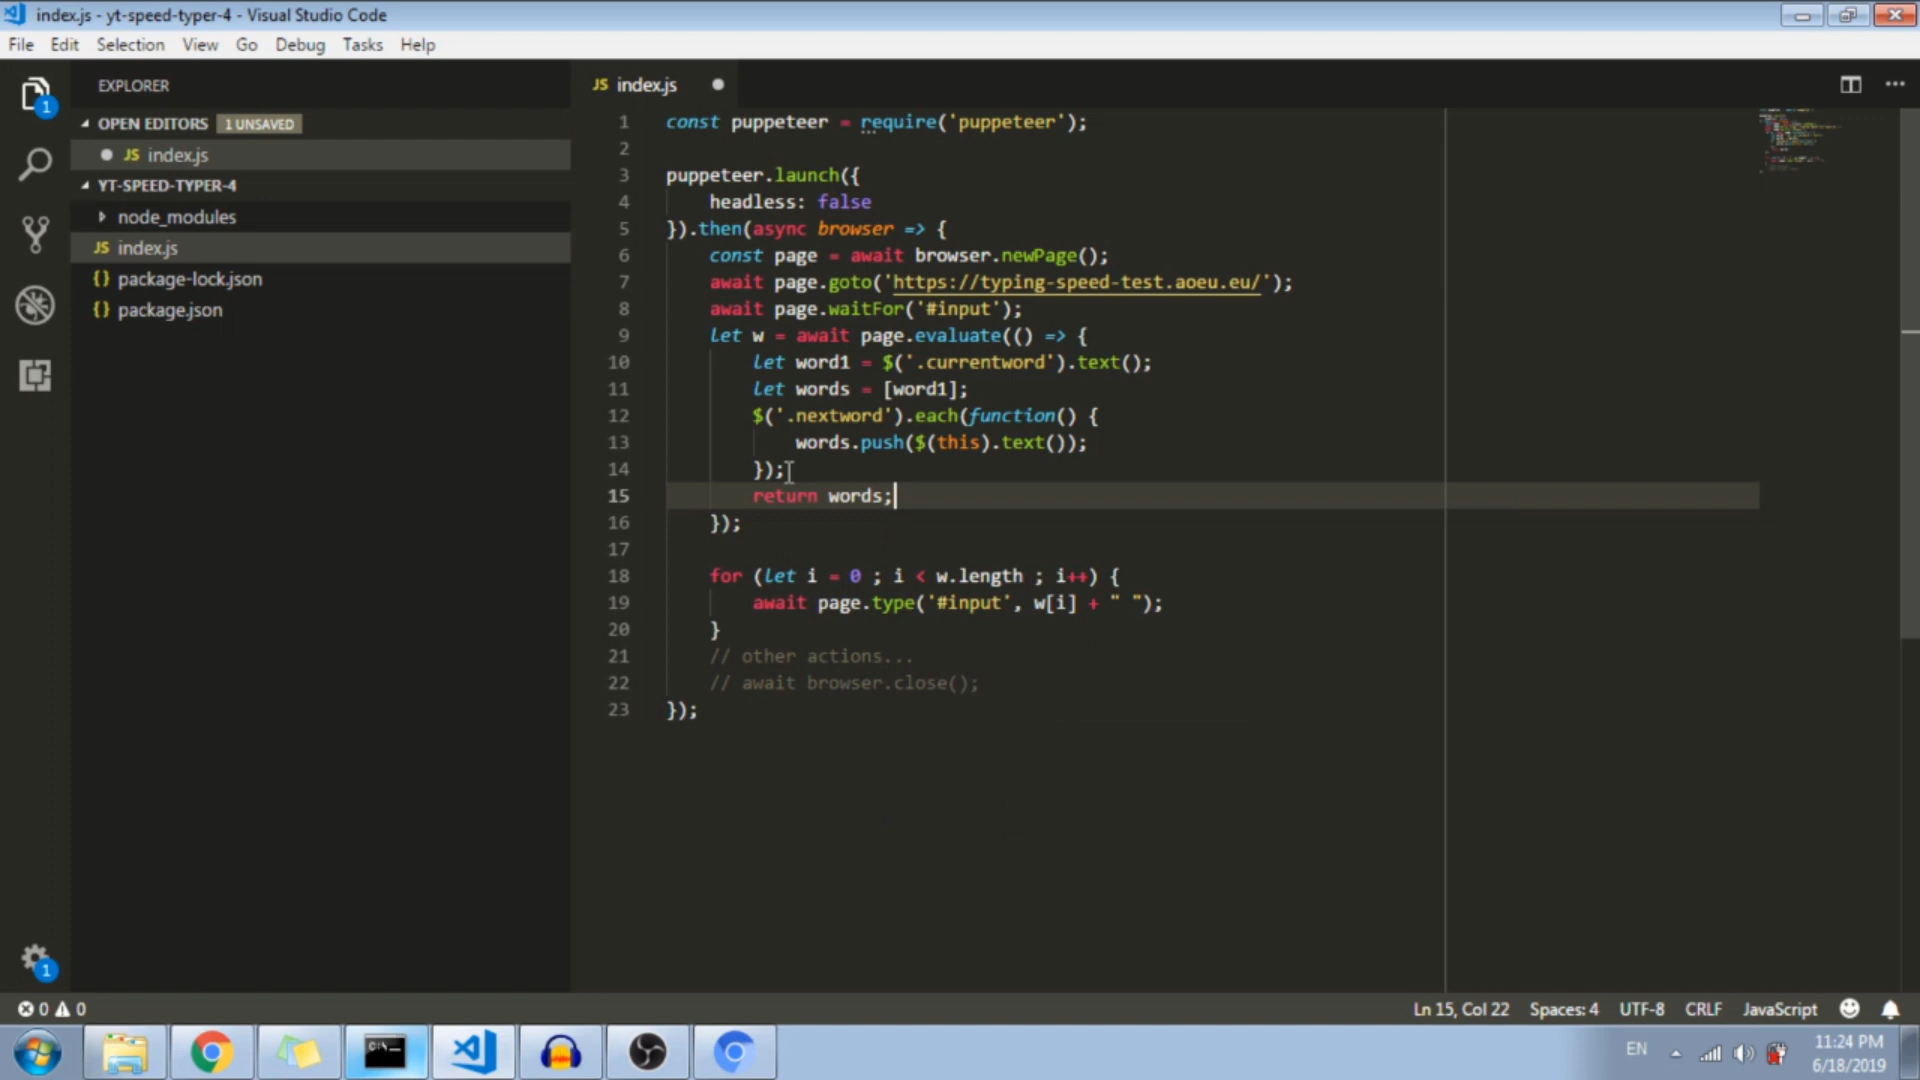 index.js - yt-speed-typer-4 - Visual Studio Code
File Edit Selection View Go Debug Tasks Help
EXPLORER
OPEN EDITORS 1 UNSAVED
JS index.js
YT-SPEED-TYPER-4
node_modules
JS index.js
{} package-lock.json
{} package.json
1
1
JS index.js
1 const puppeteer = require('puppeteer');
2
3 puppeteer.launch({
4 headless: false
5 }).then(async browser => {
6 const page = await browser.newPage();
7 await page.goto('https://typing-speed-test.aoeu.eu/');
8 await page.waitFor('#input');
9 let w = await page.evaluate(() => {
10 let word1 = $('.currentword').text();
11 let words = [word1];
12 $('.nextword').each(function() {
13 words.push($(this).text());
14 });
15 return words;
16 });
17
18 for (let i = 0 ; i < w.length ; i++) {
19 await page.type('#input', w[i] + " ");
20 }
21 // other actions...
22 // await browser.close();
23 });
0 0
Ln 15, Col 22 Spaces: 4 UTF-8 CRLF JavaScript
C:\_
EN
11:24 PM
6/18/2019